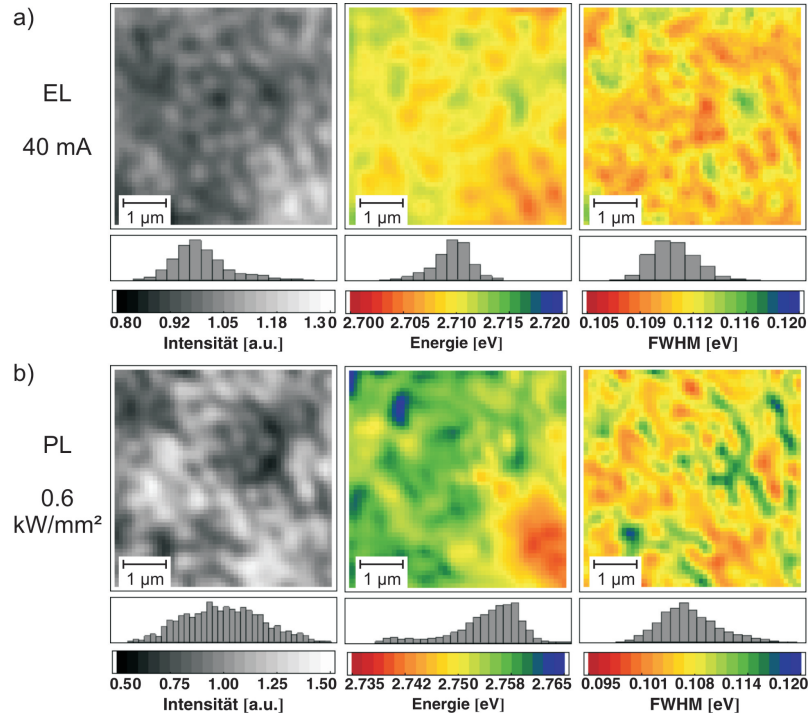 a)
EL
40 mA
1 µm
1 µm
1 µm
0.80 0.92 1.05 1.18 1.30
Intensität [a.u.]
2.700 2.705 2.710 2.715 2.720
Energie [eV]
0.105 0.109 0.112 0.116 0.120
FWHM [eV]
b)
PL
0.6
kW/mm²
1 µm
1 µm
1 µm
0.50 0.75 1.00 1.25 1.50
Intensität [a.u.]
2.735 2.742 2.750 2.758 2.765
Energie [eV]
0.095 0.101 0.108 0.114 0.120
FWHM [eV]